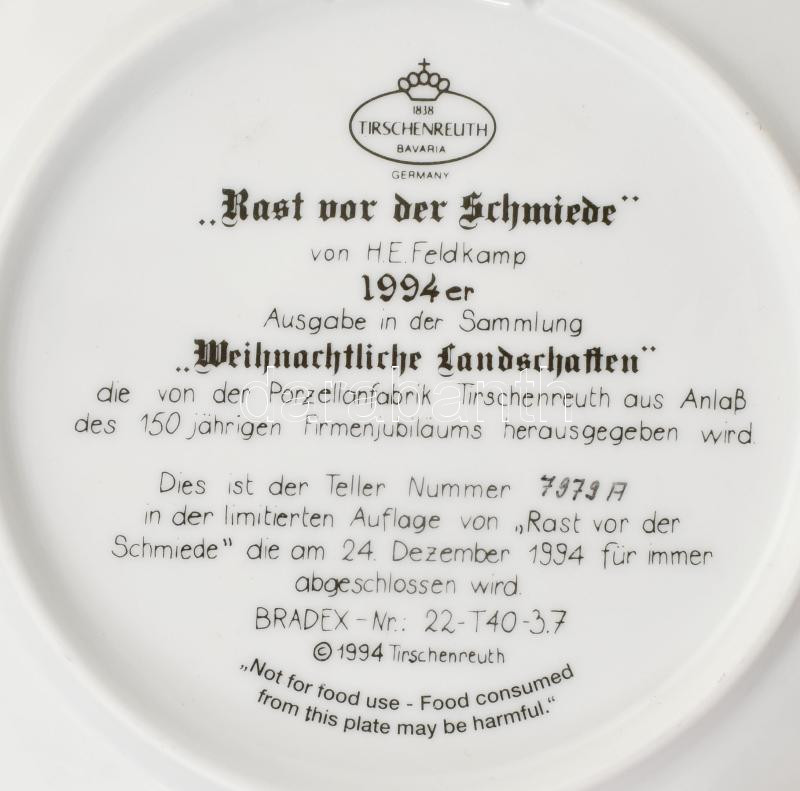 1838
TIRSCHENREUTH
BAVARIA
GERMANY
„Rast vor der Schmiede"
von H.E. Feldkamp
1994er
Ausgabe in der Sammlung
„Weihnachtliche Landschaften"
die von der Porzellanfabrik Tirschenreuth aus Anlaß
des 150 jährigen Firmenjubiläums herausgegeben wird.
darabanth
Dies ist der Teller Nummer 7979A
in der limitierten Auflage von „Rast vor der
Schmiede" die am 24. Dezember 1994 für immer
abgeschlossen wird.
BRADEX-Nr.: 22-T40-3.7
© 1994 Tirschenreuth
„Not for food use - Food consumed
from this plate may be harmful."